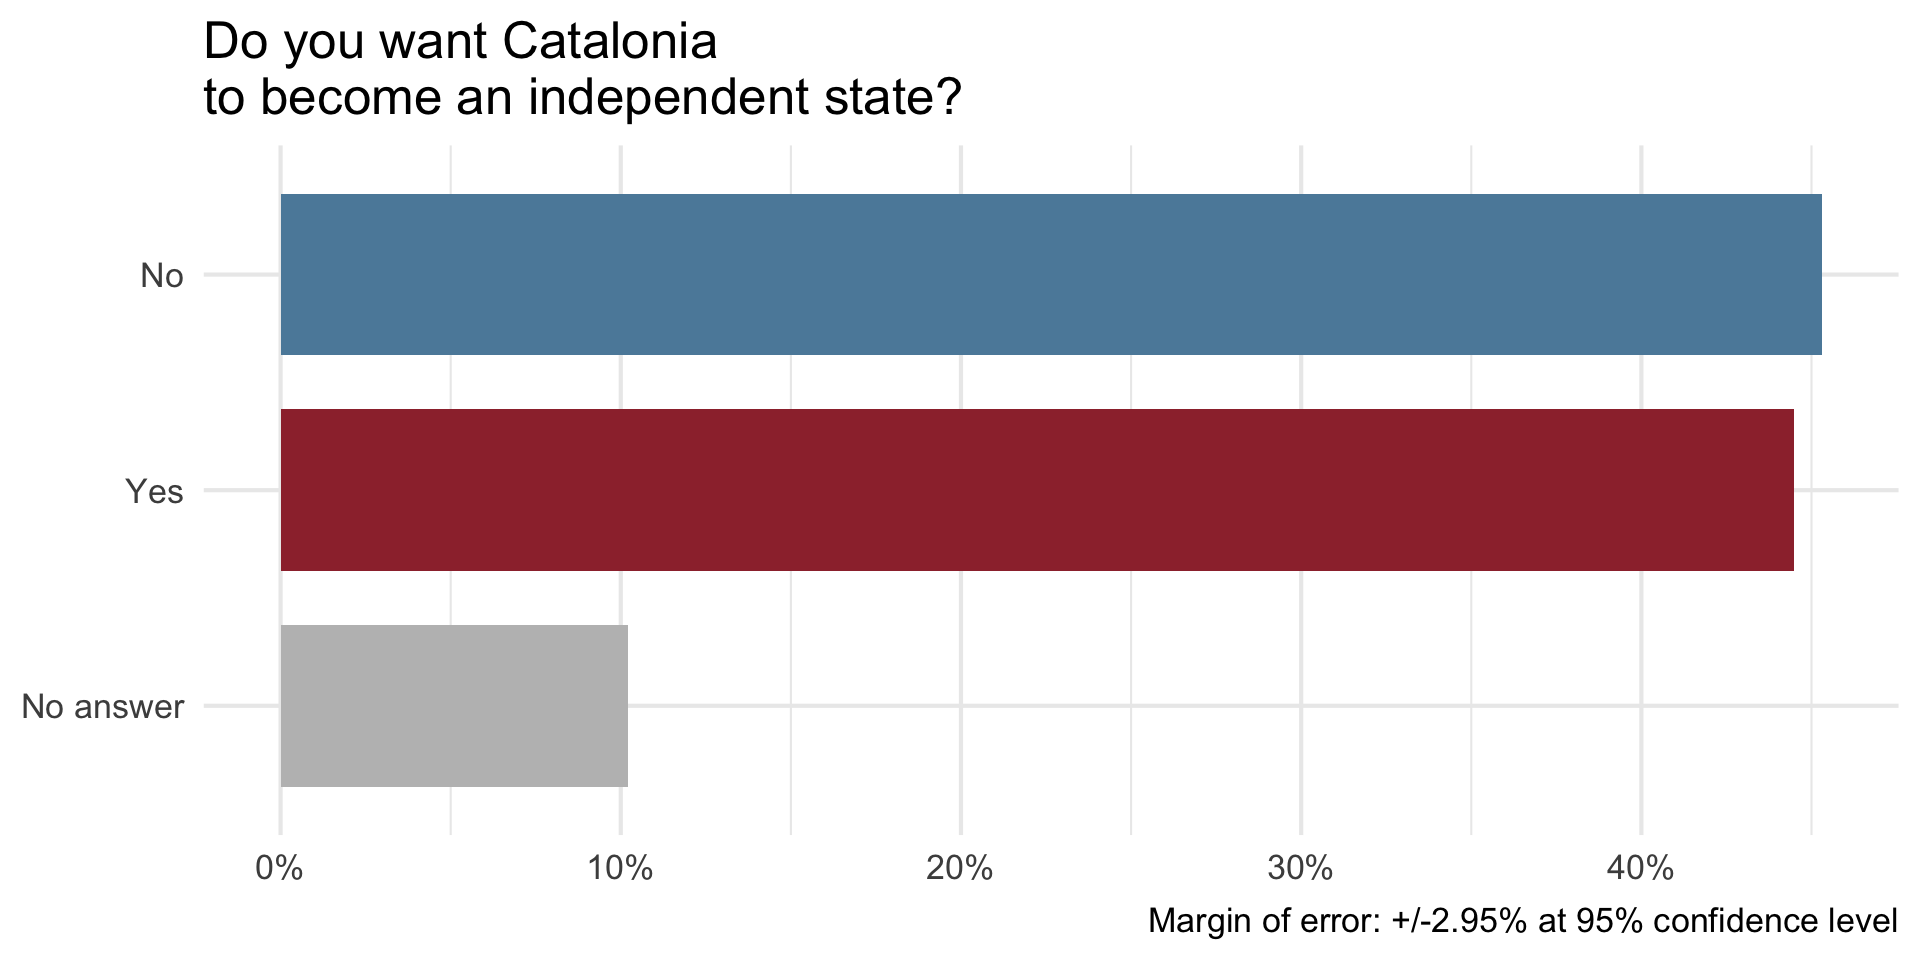 Do you want Catalonia
to become an independent state?
No
Yes
No answer
0%
10%
20%
30%
40%
Margin of error: +/-2.95% at 95% confidence level